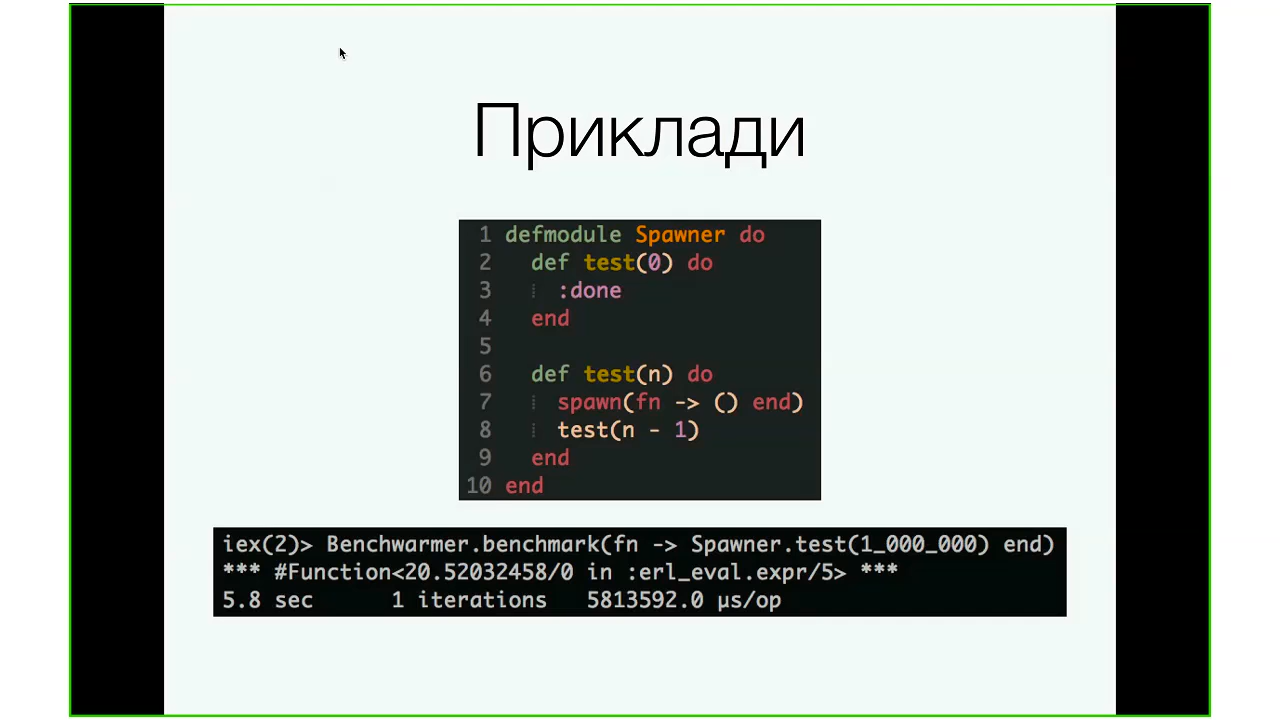 Приклади
1 defmodule Spawner do
2 def test(0) do
3 :done
4 end
5
6 def test(n) do
7 spawn(fn -> () end)
8 test(n - 1)
9 end
10 end
iex(2)> Benchwarmer.benchmark(fn -> Spawner.test(1_000_000) end)
*** #Function<20.52032458/0 in :erl_eval.expr/5> ***
5.8 sec 1 iterations 5813592.0 µs/op